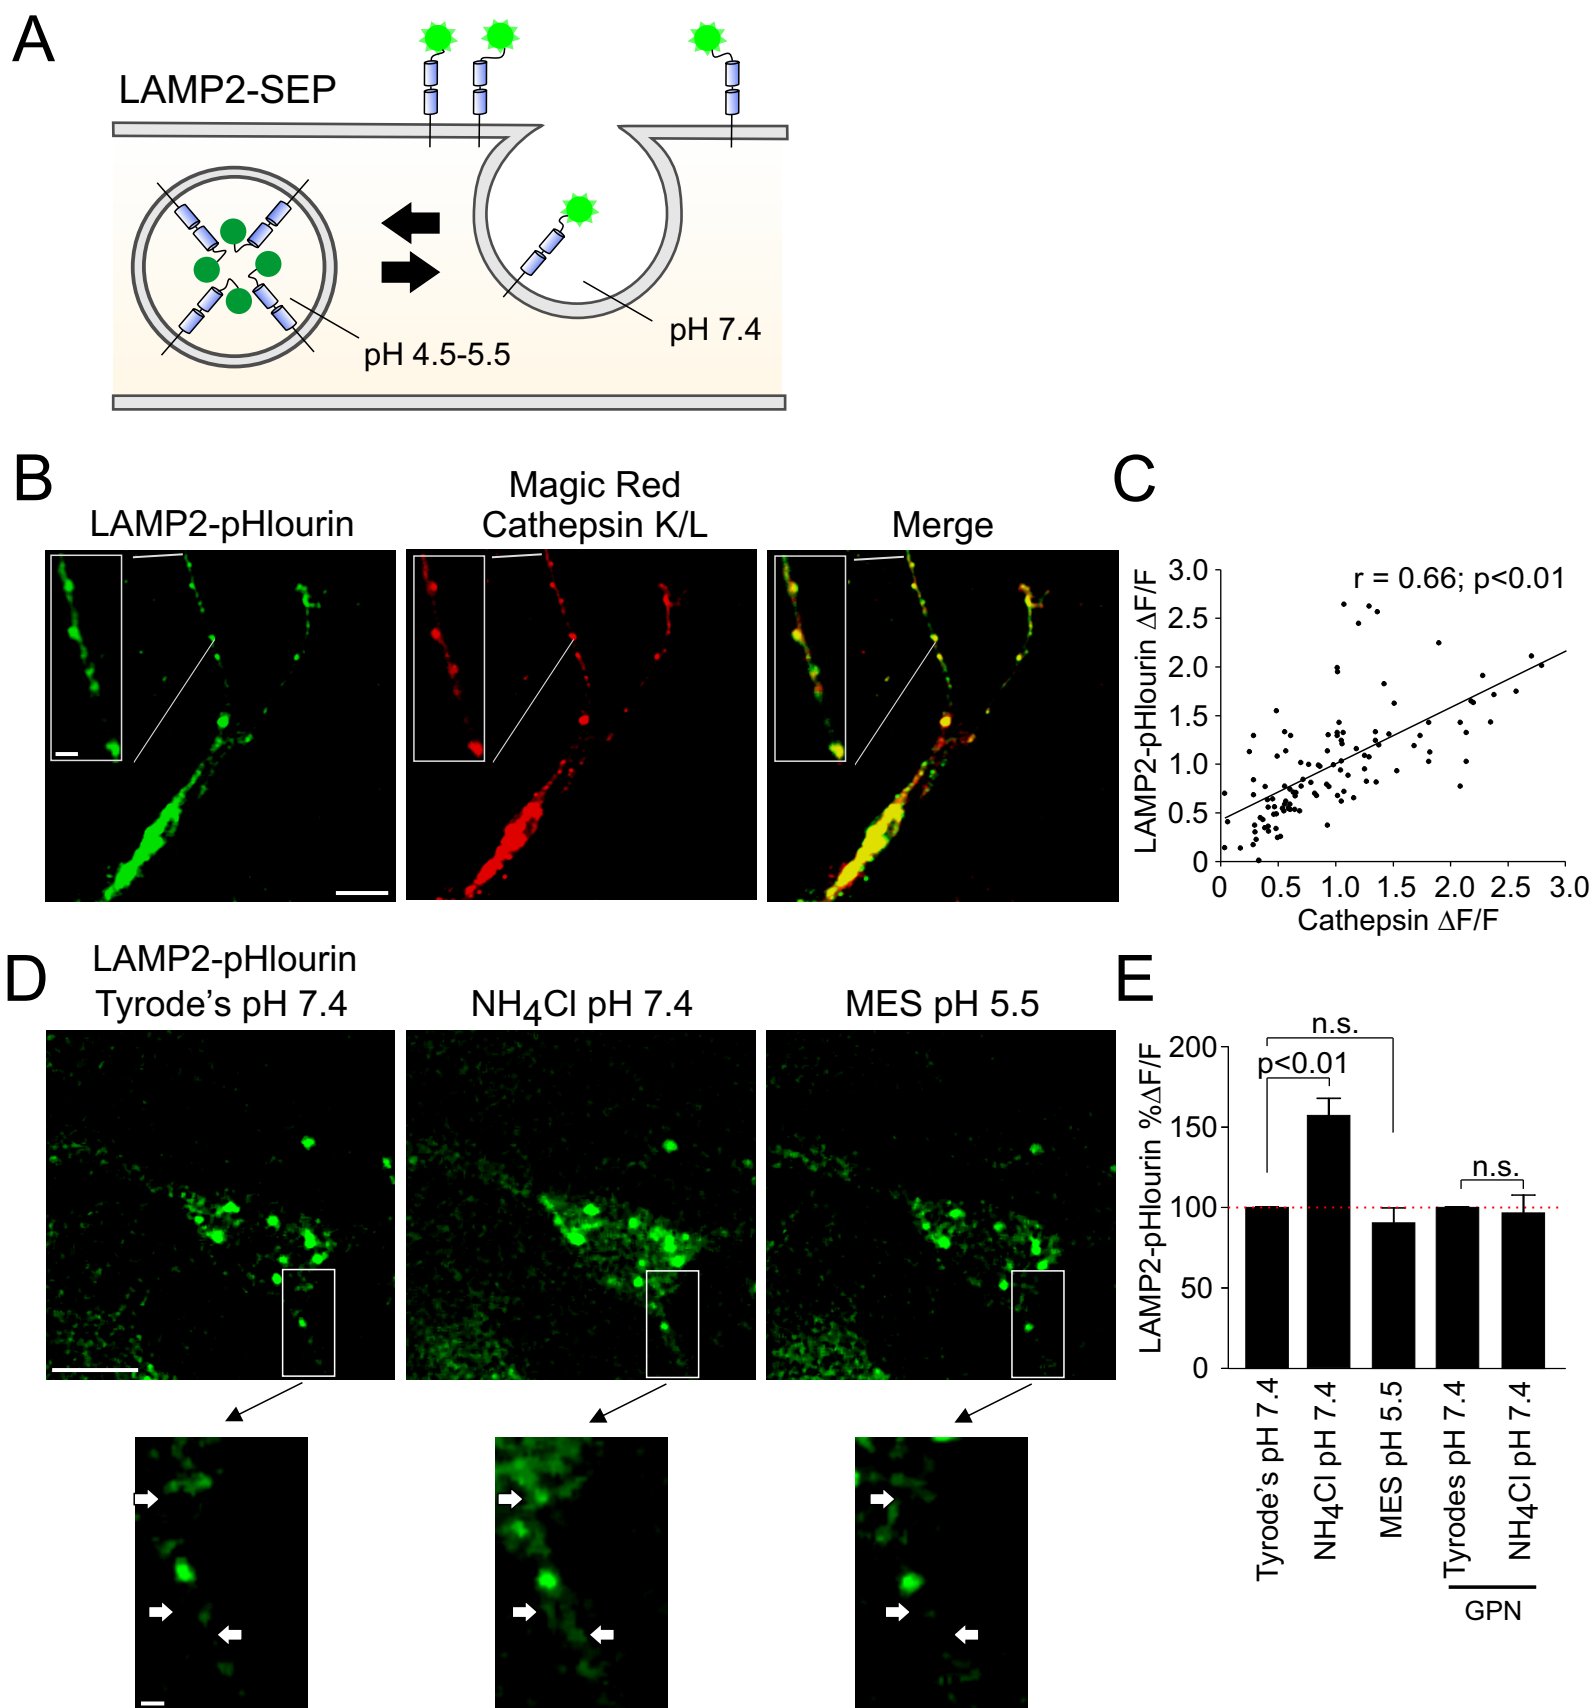 A
LAMP2-SEP
pH 7.4
pH 4.5-5.5
B
LAMP2-pHlourin
Magic Red
Cathepsin K/L
Merge
C
LAMP2-pHlourin ΔF/F
3.0
2.5
2.0
1.5
1.0
0.5
0
r = 0.66; p<0.01
0 0.5 1.0 1.5 2.0 2.5 3.0
Cathepsin ΔF/F
D
LAMP2-pHlourin
Tyrode's pH 7.4
NH4Cl pH 7.4
MES pH 5.5
E
LAMP2-pHlourin %ΔF/F
200
150
100
50
0
n.s.
p<0.01
n.s.
Tyrode's pH 7.4
NH4Cl pH 7.4
MES pH 5.5
Tyrodes pH 7.4
NH4Cl pH 7.4
GPN